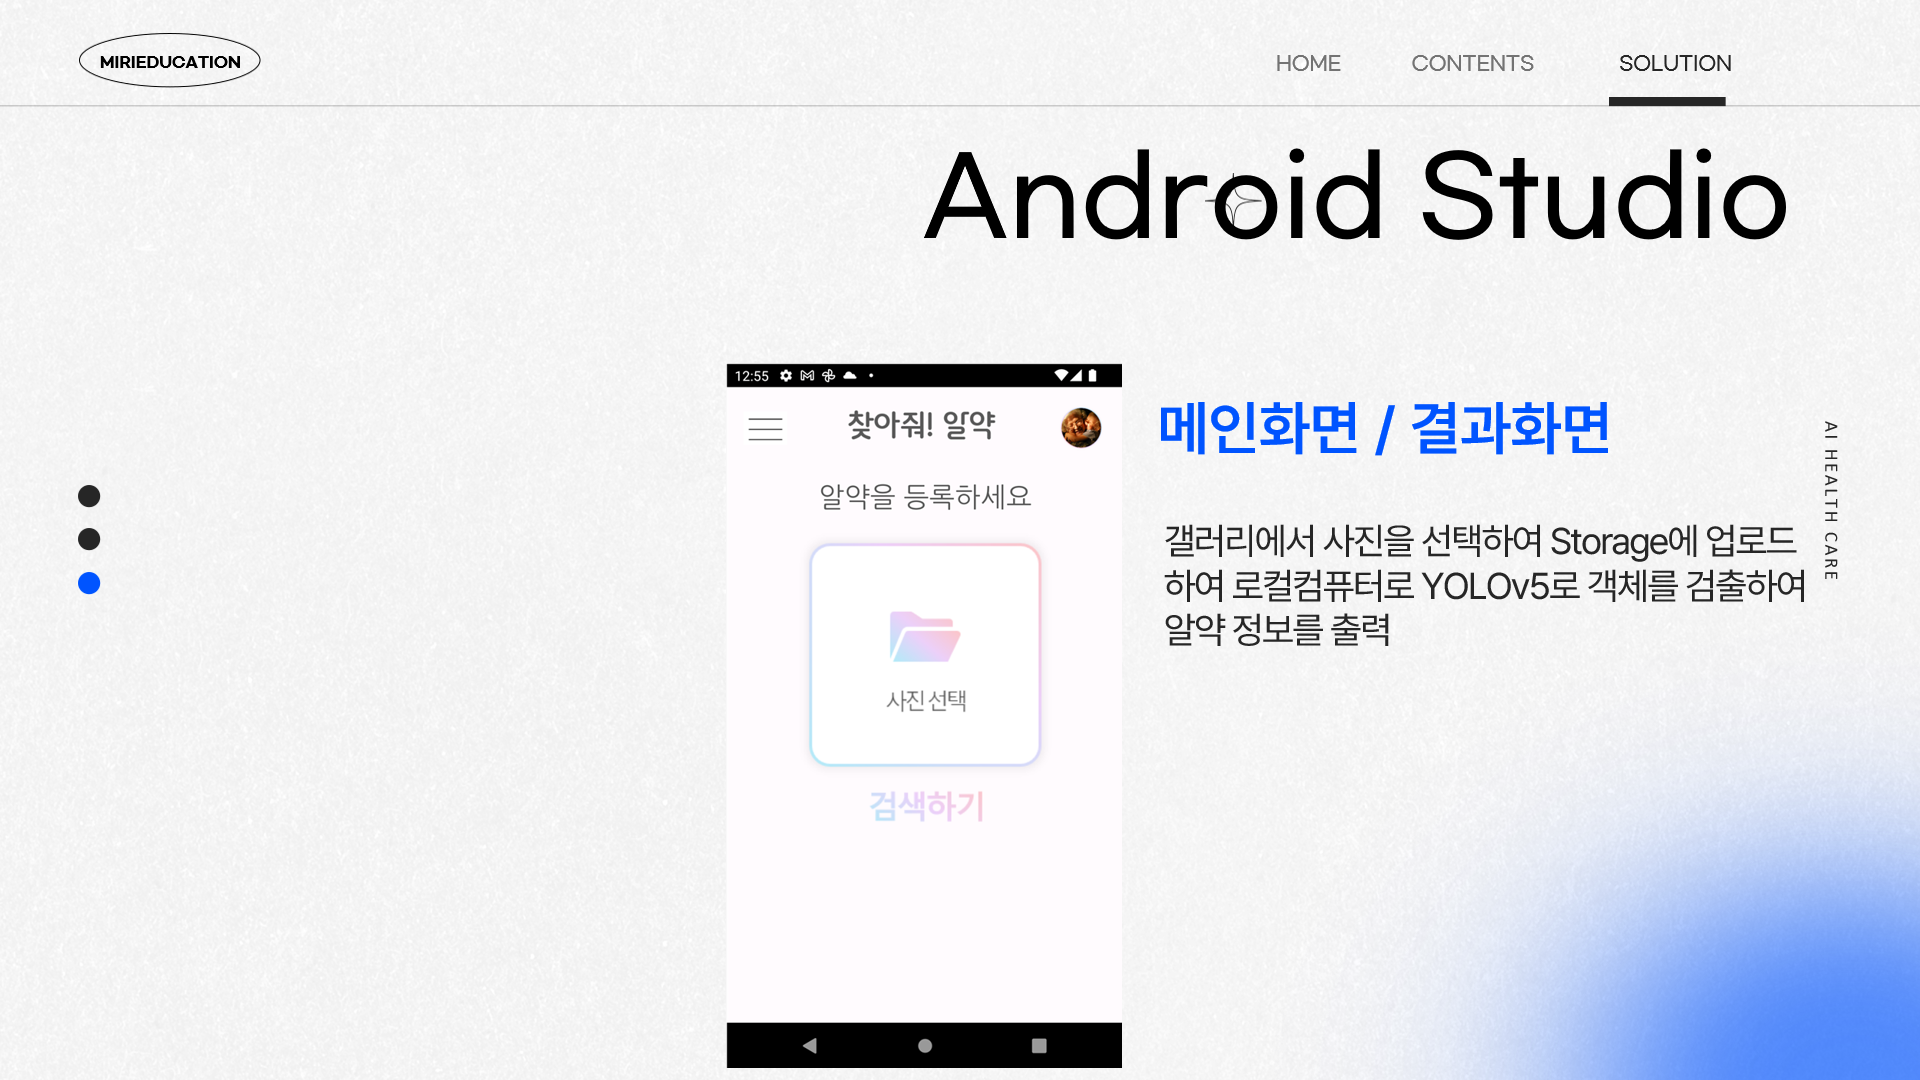 MIRIEDUCATION
HOME
CONTENTS
SOLUTION
Android Studio
12:55
찾아줘! 알약
알약을 등록하세요
사진 선택
검색하기
메인화면 / 결과화면
갤러리에서 사진을 선택하여 Storage에 업로드
하여 로컬컴퓨터로 YOLOv5로 객체를 검출하여
알약 정보를 출력
AI HEALTH CARE